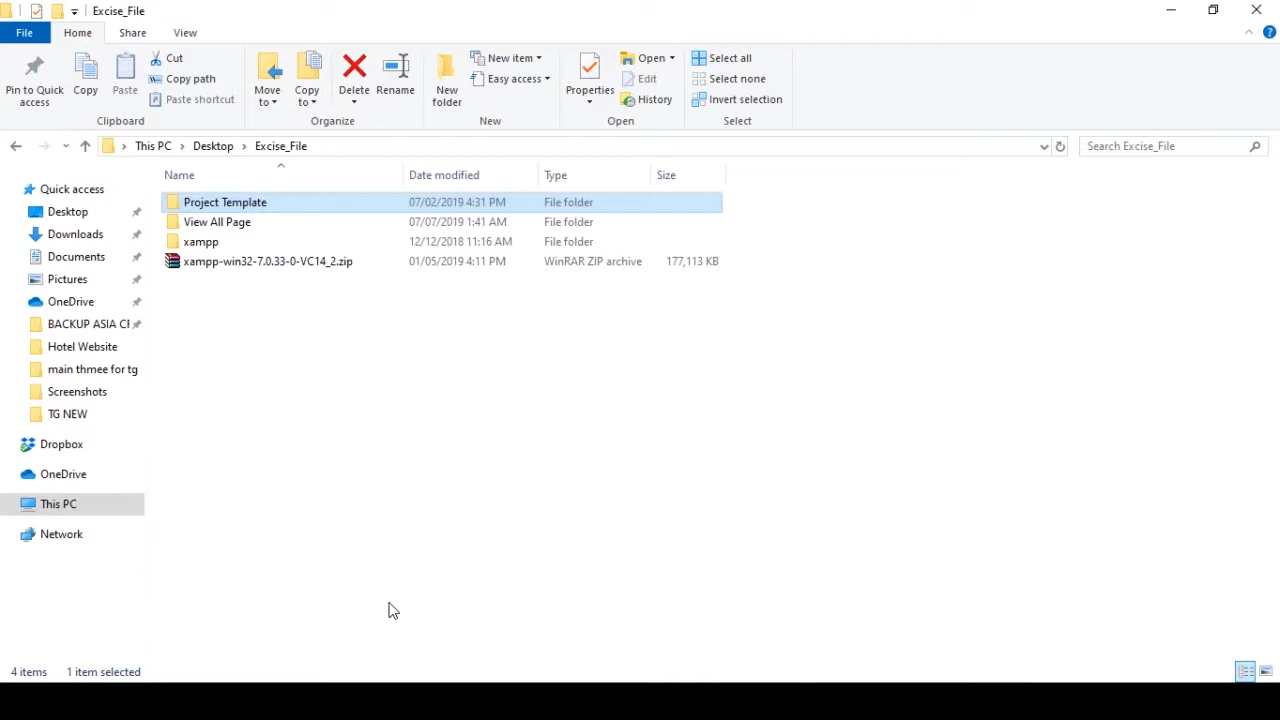 Excise_File
File Home Share View
Pin to Quick access
Copy
Paste
Cut
Copy path
Paste shortcut
Clipboard
Move to
Copy to
Delete
Rename
Organize
New folder
New item
Easy access
New
Properties
Open
Edit
History
Open
Select all
Select none
Invert selection
Select
This PC Desktop Excise_File
Search Excise_File
Name Date modified Type Size
Project Template 07/02/2019 4:31 PM File folder
View All Page 07/07/2019 1:41 AM File folder
xampp 12/12/2018 11:16 AM File folder
xampp-win32-7.0.33-0-VC14_2.zip 01/05/2019 4:11 PM WinRAR ZIP archive 177,113 KB
Quick access
Desktop
Downloads
Documents
Pictures
OneDrive
BACKUP ASIA
Hotel Website
main thmee for tg
Screenshots
TG NEW
Dropbox
OneDrive
This PC
Network
4 items 1 item selected